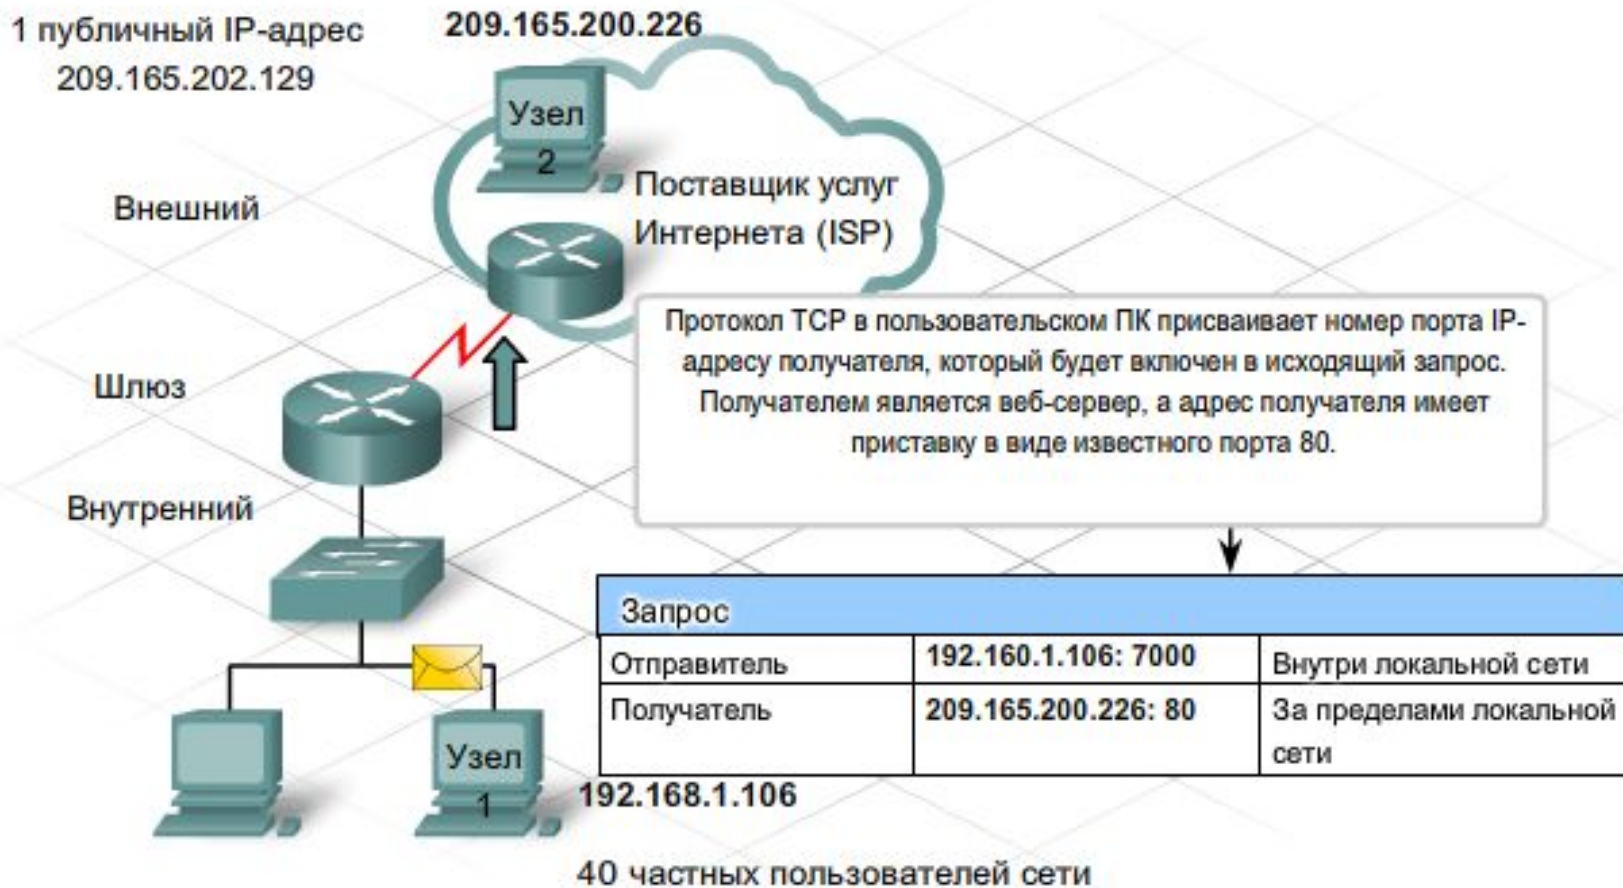 1 публичный IP-адрес
209.165.202.129
209.165.200.226
Узел
2
Поставщик услуг
Интернета (ISP)
Внешний
Шлюз
Внутренний
Протокол TCP в пользовательском ПК присваивает номер порта IP-
адресу получателя, который будет включен в исходящий запрос.
Получателем является веб-сервер, а адрес получателя имеет
приставку в виде известного порта 80.
Запрос
Отправитель 192.160.1.106: 7000 Внутри локальной сети
Получатель 209.165.200.226: 80 За пределами локальной
сети
Узел
1
192.168.1.106
40 частных пользователей сети